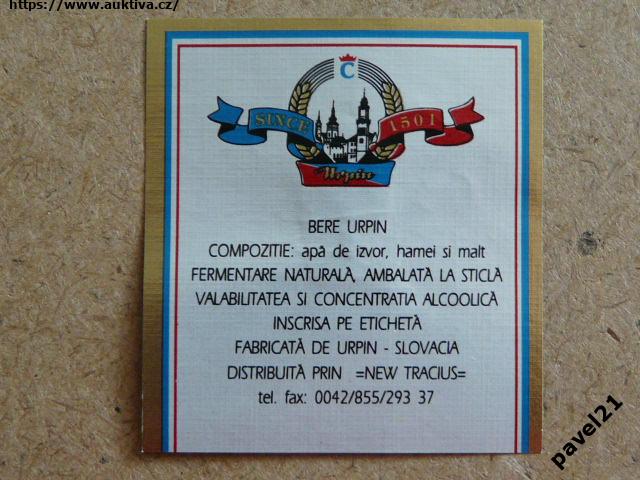 https://www.auktiva.cz/
C
SINCE 1501
Urpin
BERE URPIN
COMPOZITIE: apă de izvor, hamei si malt
FERMENTARE NATURALĂ, AMBALATĂ LA STICLĂ
VALABILITATEA SI CONCENTRATIA ALCOOLICĂ
INSCRISA PE ETICHETĂ
FABRICATĂ DE URPIN - SLOVACIA
DISTRIBUITĂ PRIN =NEW TRACIUS=
tel. fax: 0042/855/293 37
pavel21